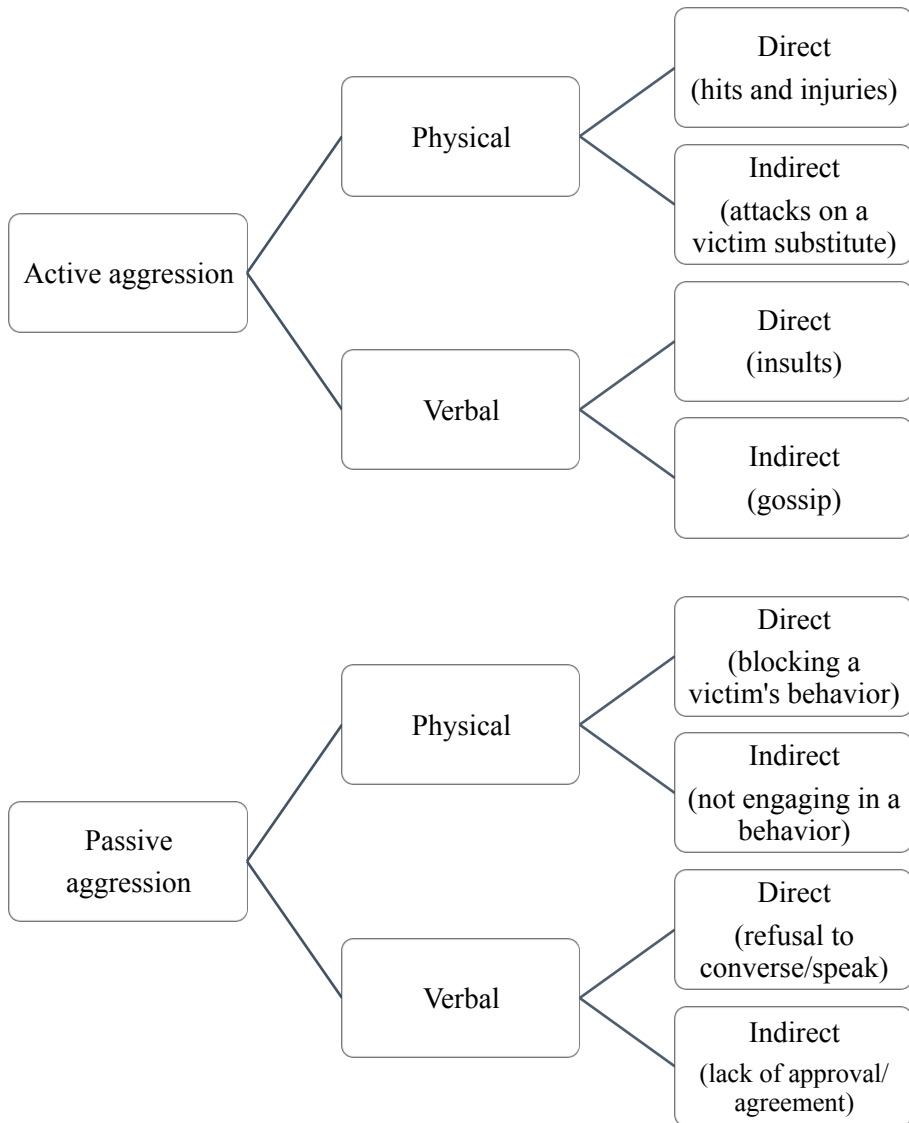 Active aggression
Physical
Direct
(hits and injuries)
Indirect
(attacks on a
victim substitute)
Verbal
Direct
(insults)
Indirect
(gossip)
Passive
aggression
Physical
Direct
(blocking a
victim's behavior)
Indirect
(not engaging in a
behavior)
Verbal
Direct
(refusal to
converse/speak)
Indirect
(lack of approval/
agreement)